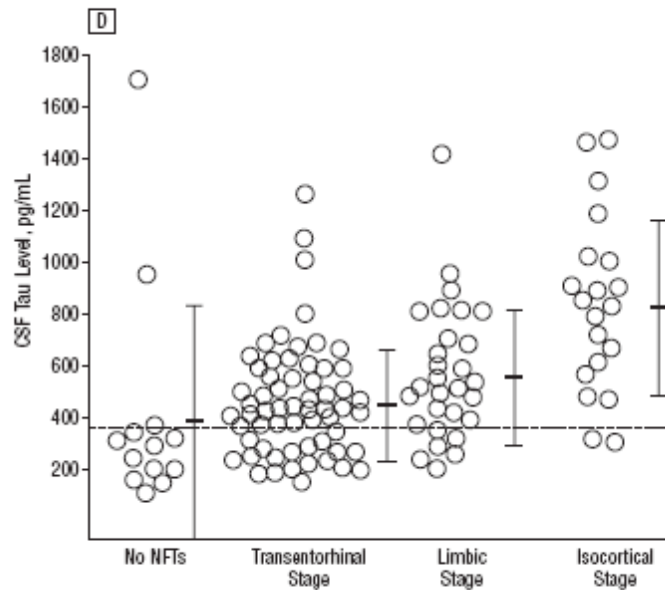 D
1800
1600
1400
1200
1000
800
600
400
200
CSF Tau Level, pg/mL
No NFTs
Transentorhinal
Stage
Limbic
Stage
Isocortical
Stage